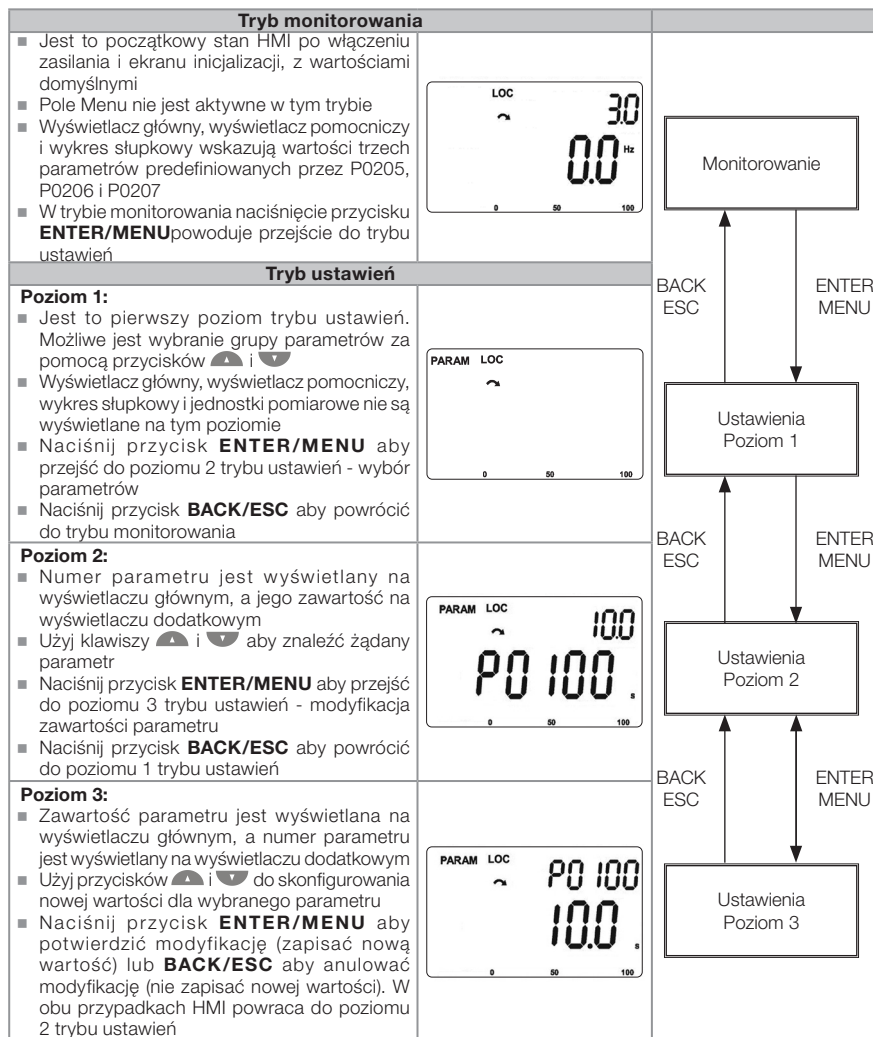 Tryb monitorowania
Jest to początkowy stan HMI po włączeniu
zasilania i ekranu inicjalizacji, z wartościami
domyślnymi
Pole Menu nie jest aktywne w tym trybie
Wyświetlacz główny, wyświetlacz pomocniczy
i wykres słupkowy wskazują wartości trzech
parametrów predefiniowanych przez P0205,
P0206 i P0207
W trybie monitorowania naciśnięcie przycisku
ENTER/MENUpowoduje przejście do trybu
ustawień
LOC
3.0
0.0 Hz
0 50 100
Tryb ustawień
Poziom 1:
Jest to pierwszy poziom trybu ustawień.
Możliwe jest wybranie grupy parametrów za
pomocą przycisków i
Wyświetlacz główny, wyświetlacz pomocniczy,
wykres słupkowy i jednostki pomiarowe nie są
wyświetlane na tym poziomie
Naciśnij przycisk ENTER/MENU aby
przejść do poziomu 2 trybu ustawień - wybór
parametrów
Naciśnij przycisk BACK/ESC aby powrócić
do trybu monitorowania
PARAM LOC
0 50 100
Poziom 2:
Numer parametru jest wyświetlany na
wyświetlaczu głównym, a jego zawartość na
wyświetlaczu dodatkowym
Użyj klawiszy i aby znaleźć żądany
parametr
Naciśnij przycisk ENTER/MENU aby przejść
do poziomu 3 trybu ustawień - modyfikacja
zawartości parametru
Naciśnij przycisk BACK/ESC aby powrócić
do poziomu 1 trybu ustawień
PARAM LOC
10.0
P0100 s
0 50 100
Poziom 3:
Zawartość parametru jest wyświetlana na
wyświetlaczu głównym, a numer parametru
jest wyświetlany na wyświetlaczu dodatkowym
Użyj przycisków i do skonfigurowania
nowej wartości dla wybranego parametru
Naciśnij przycisk ENTER/MENU aby
potwierdzić modyfikację (zapisać nową
wartość) lub BACK/ESC aby anulować
modyfikację (nie zapisać nowej wartości). W
obu przypadkach HMI powraca do poziomu
2 trybu ustawień
PARAM LOC
P0100
10.0 s
0 50 100
Monitorowanie
BACK
ESC
ENTER
MENU
Ustawienia
Poziom 1
BACK
ESC
ENTER
MENU
Ustawienia
Poziom 2
BACK
ESC
ENTER
MENU
Ustawienia
Poziom 3